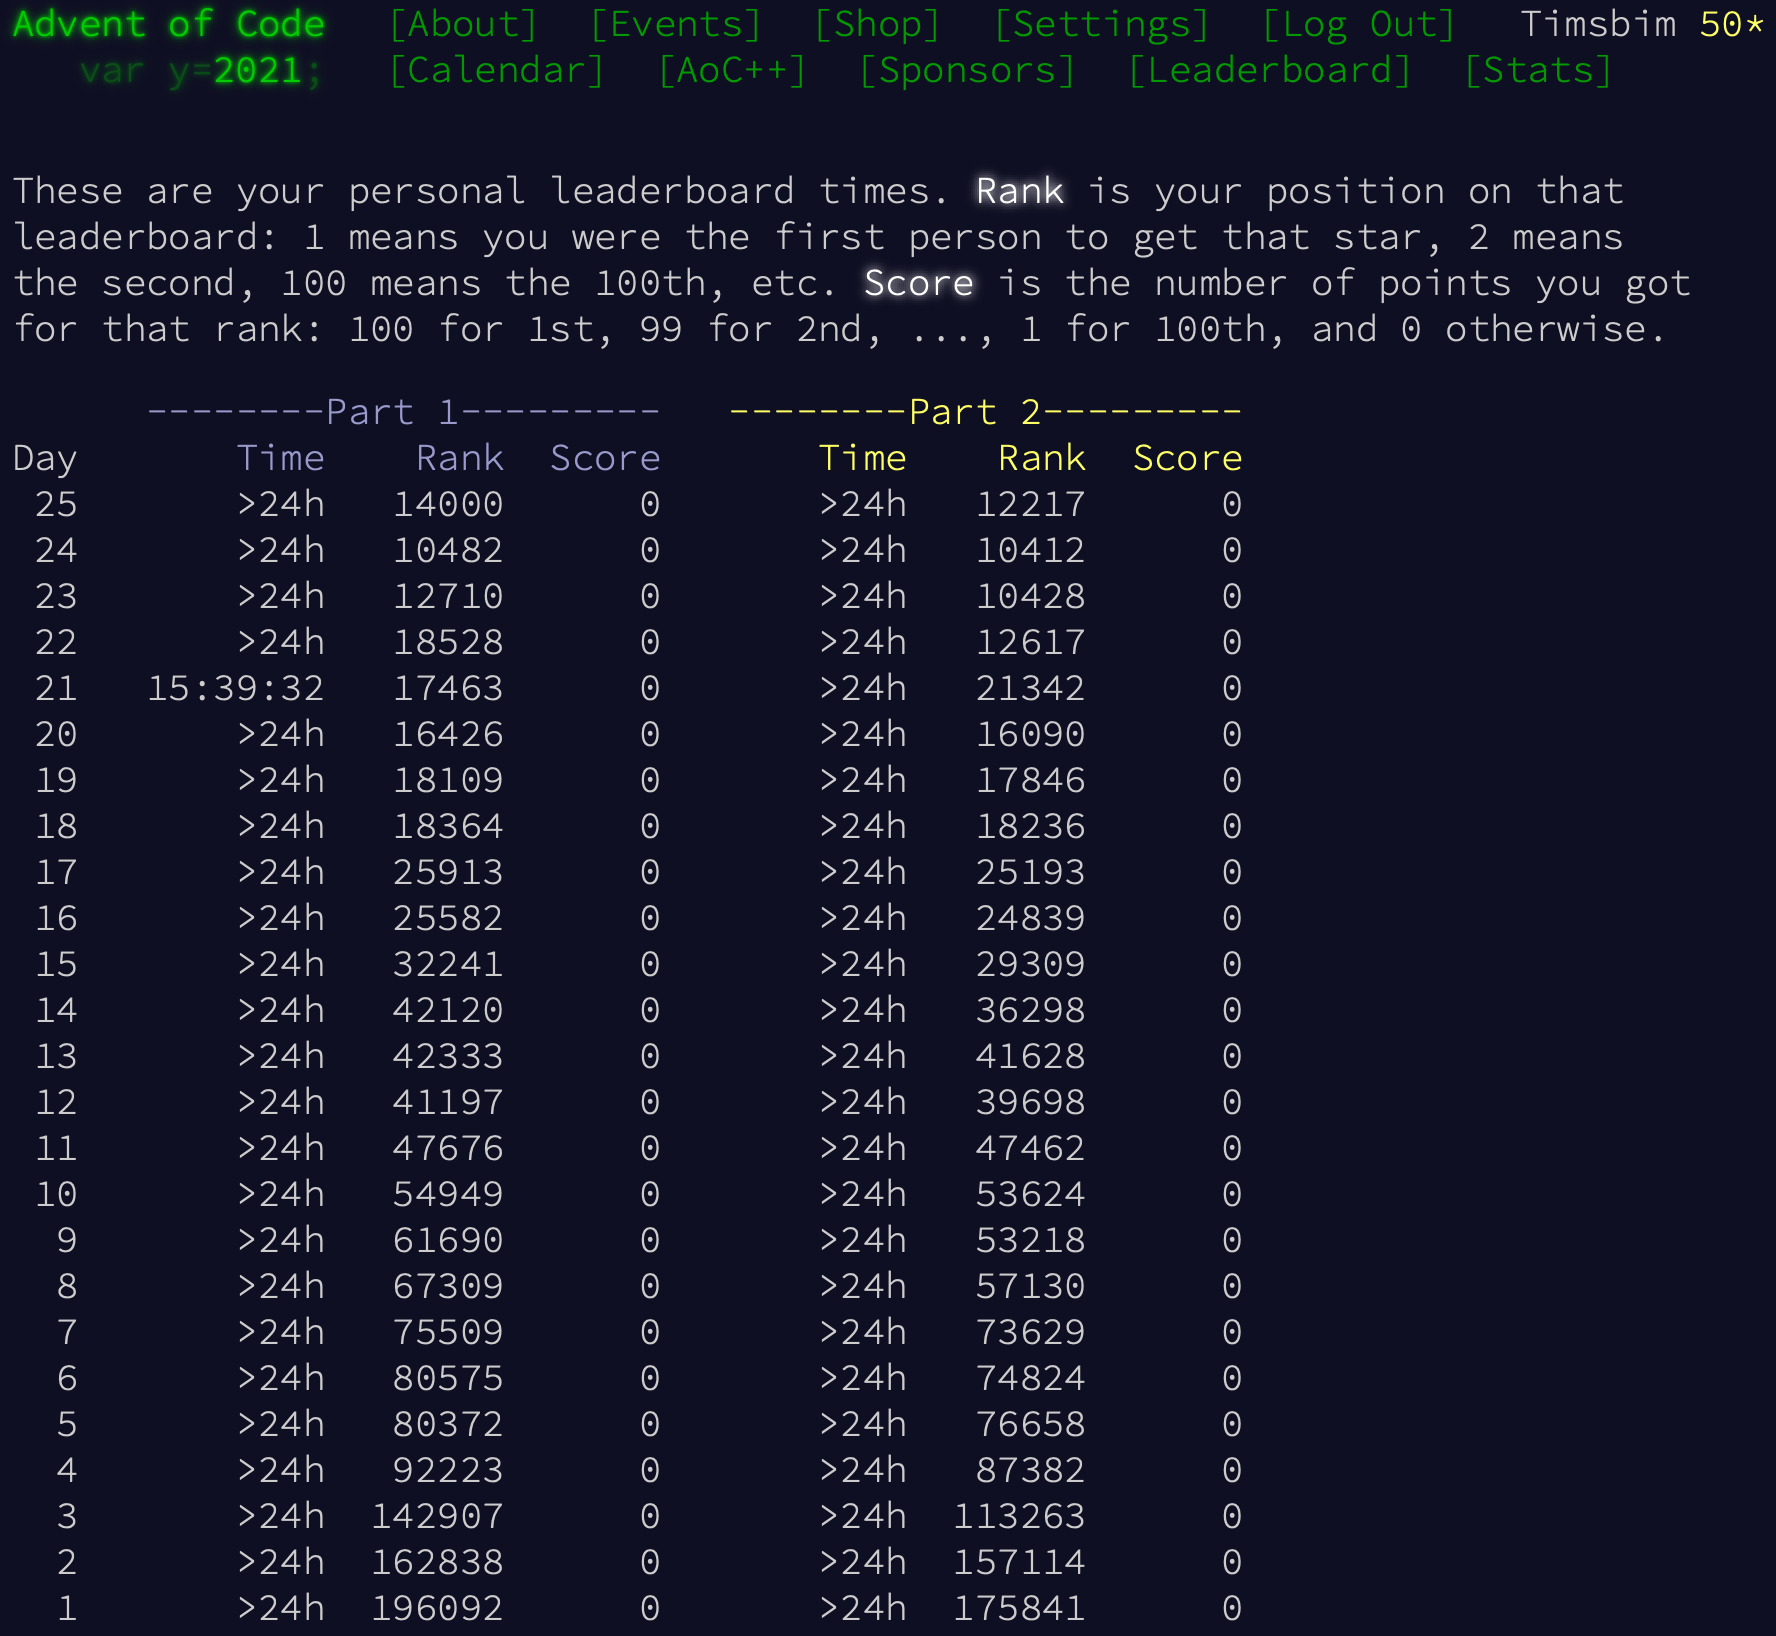 Advent of Code [About] [Events] [Shop] [Settings] [Log Out] Timsbim 50*
var y=2021; [Calendar] [AoC++] [Sponsors] [Leaderboard] [Stats]
These are your personal leaderboard times. Rank is your position on that
leaderboard: 1 means you were the first person to get that star, 2 means
the second, 100 means the 100th, etc. Score is the number of points you got
for that rank: 100 for 1st, 99 for 2nd, ..., 1 for 100th, and 0 otherwise.
--------Part 1--------- --------Part 2---------
Day Time Rank Score Time Rank Score
25 >24h 14000 0 >24h 12217 0
24 >24h 10482 0 >24h 10412 0
23 >24h 12710 0 >24h 10428 0
22 >24h 18528 0 >24h 12617 0
21 15:39:32 17463 0 >24h 21342 0
20 >24h 16426 0 >24h 16090 0
19 >24h 18109 0 >24h 17846 0
18 >24h 18364 0 >24h 18236 0
17 >24h 25913 0 >24h 25193 0
16 >24h 25582 0 >24h 24839 0
15 >24h 32241 0 >24h 29309 0
14 >24h 42120 0 >24h 36298 0
13 >24h 42333 0 >24h 41628 0
12 >24h 41197 0 >24h 39698 0
11 >24h 47676 0 >24h 47462 0
10 >24h 54949 0 >24h 53624 0
9 >24h 61690 0 >24h 53218 0
8 >24h 67309 0 >24h 57130 0
7 >24h 75509 0 >24h 73629 0
6 >24h 80575 0 >24h 74824 0
5 >24h 80372 0 >24h 76658 0
4 >24h 92223 0 >24h 87382 0
3 >24h 142907 0 >24h 113263 0
2 >24h 162838 0 >24h 157114 0
1 >24h 196092 0 >24h 175841 0